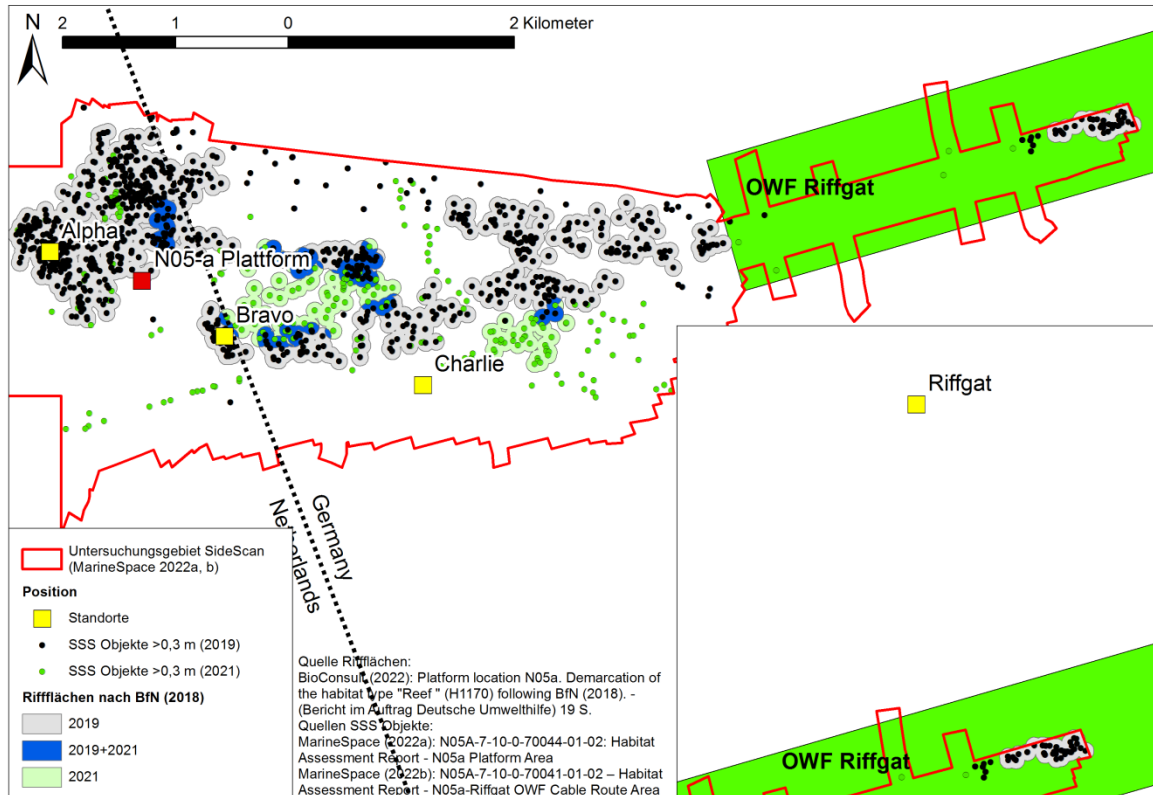 N
2 1 0 2 Kilometer
OWF Riffgat
Alpha
N05-a Plattform
Bravo
Charlie
Riffgat
Germany
Netherlands
Untersuchungsgebiet SideScan
(MarineSpace 2022a, b)
Position
Standorte
SSS Objekte >0,3 m (2019)
SSS Objekte >0,3 m (2021)
Riffflächen nach BfN (2018)
2019
2019+2021
2021
Quelle Riffflächen:
BioConsult (2022): Platform location N05a. Demarcation of
the habitat type "Reef " (H1170) following BfN (2018). -
(Bericht im Auftrag Deutsche Umwelthilfe) 19 S.
Quellen SSS Objekte:
MarineSpace (2022a): N05A-7-10-0-70044-01-02: Habitat
Assessment Report - N05a Platform Area
MarineSpace (2022b): N05A-7-10-0-70041-01-02 – Habitat
Assessment Report - N05a-Riffgat OWF Cable Route Area
OWF Riffgat